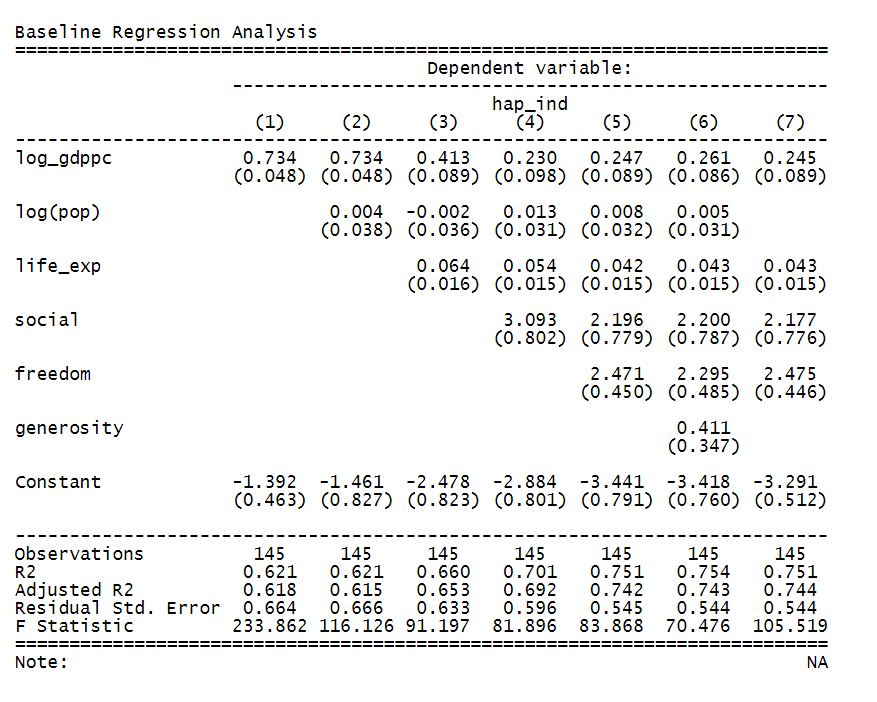 Baseline Regression Analysis
Dependent variable:
hap_ind
(1) (2) (3) (4) (5) (6) (7)
log_gdppc 0.734 0.734 0.413 0.230 0.247 0.261 0.245
(0.048) (0.048) (0.089) (0.098) (0.089) (0.086) (0.089)
log(pop) 0.004 -0.002 0.013 0.008 0.005
(0.038) (0.036) (0.031) (0.032) (0.031)
life_exp 0.064 0.054 0.042 0.043 0.043
(0.016) (0.015) (0.015) (0.015) (0.015)
social 3.093 2.196 2.200 2.177
(0.802) (0.779) (0.787) (0.776)
freedom 2.471 2.295 2.475
(0.450) (0.485) (0.446)
generosity 0.411
(0.347)
Constant -1.392 -1.461 -2.478 -2.884 -3.441 -3.418 -3.291
(0.463) (0.827) (0.823) (0.801) (0.791) (0.760) (0.512)
Observations 145 145 145 145 145 145 145
R2 0.621 0.621 0.660 0.701 0.751 0.754 0.751
Adjusted R2 0.618 0.615 0.653 0.692 0.742 0.743 0.744
Residual Std. Error 0.664 0.666 0.633 0.596 0.545 0.544 0.544
F Statistic 233.862 116.126 91.197 81.896 83.868 70.476 105.519
Note: NA